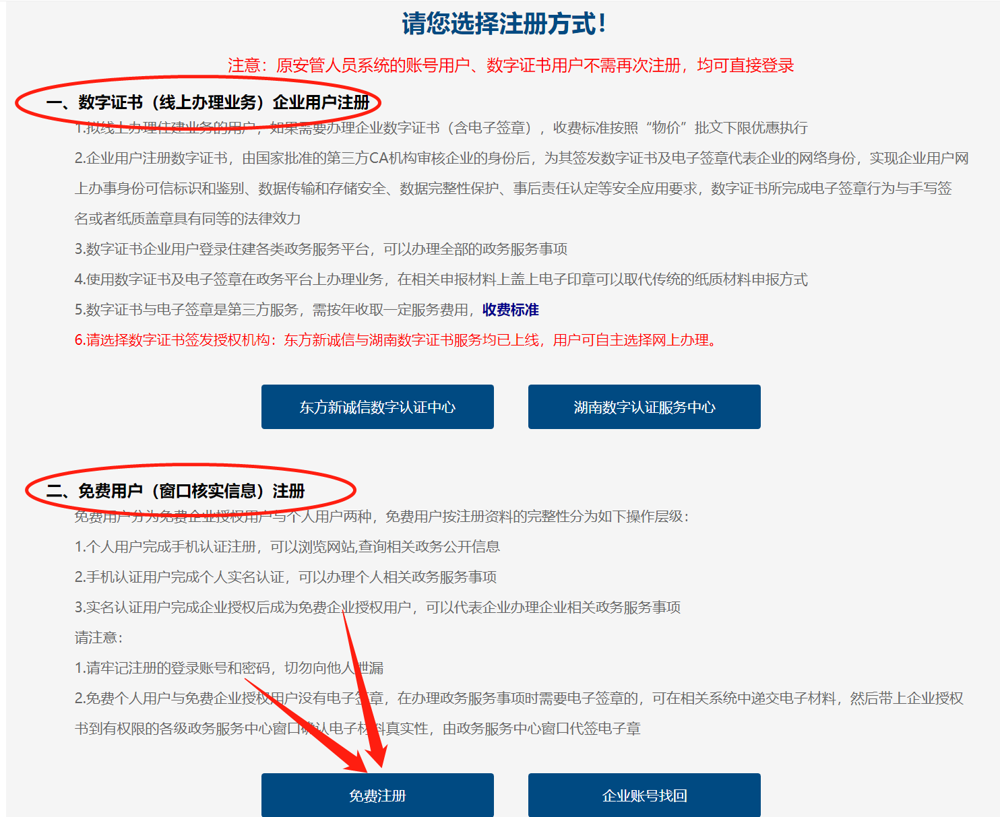 请您选择注册方式！
注意：原安管人员系统的账号用户、数字证书用户不需再次注册，均可直接登录
一、数字证书（线上办理业务）企业用户注册
1.拟线上办理住建业务的用户，如果需要办理企业数字证书（含电子签章），收费标准按照“物价”批文下限优惠执行
2.企业用户注册数字证书，由国家批准的第三方CA机构审核企业的身份后，为其签发数字证书及电子签章代表企业的网络身份，实现企业用户网
上办事身份可信标识和鉴别、数据传输和存储安全、数据完整性保护、事后责任认定等安全应用要求，数字证书所完成电子签章行为与手写签
名或者纸质盖章具有同等的法律效力
3.数字证书企业用户登录住建各类政务服务平台，可以办理全部的政务服务事项
4.使用数字证书及电子签章在政务平台上办理业务，在相关申报材料上盖上电子印章可以取代传统的纸质材料申报方式
5.数字证书与电子签章是第三方服务，需按年收取一定服务费用，收费标准
6.请选择数字证书签发授权机构：东方新诚信与湖南数字证书服务均已上线，用户可自主选择网上办理。
东方新诚信数字认证中心
湖南数字认证服务中心
二、免费用户（窗口核实信息）注册
免费用户分为免费企业授权用户与个人用户两种，免费用户按注册资料的完整性分为如下操作层级：
1.个人用户完成手机认证注册，可以浏览网站,查询相关政务公开信息
2.手机认证用户完成个人实名认证，可以办理个人相关政务服务事项
3.实名认证用户完成企业授权后成为免费企业授权用户，可以代表企业办理企业相关政务服务事项
请注意：
1.请牢记注册的登录账号和密码，切勿向他人泄漏
2.免费个人用户与免费企业授权用户没有电子签章，在办理政务服务事项时需要电子签章的，可在相关系统中递交电子材料，然后带上企业授权
书到有权限的各级政务服务中心窗口确认电子材料真实性，由政务服务中心窗口代签电子章
免费注册
企业账号找回